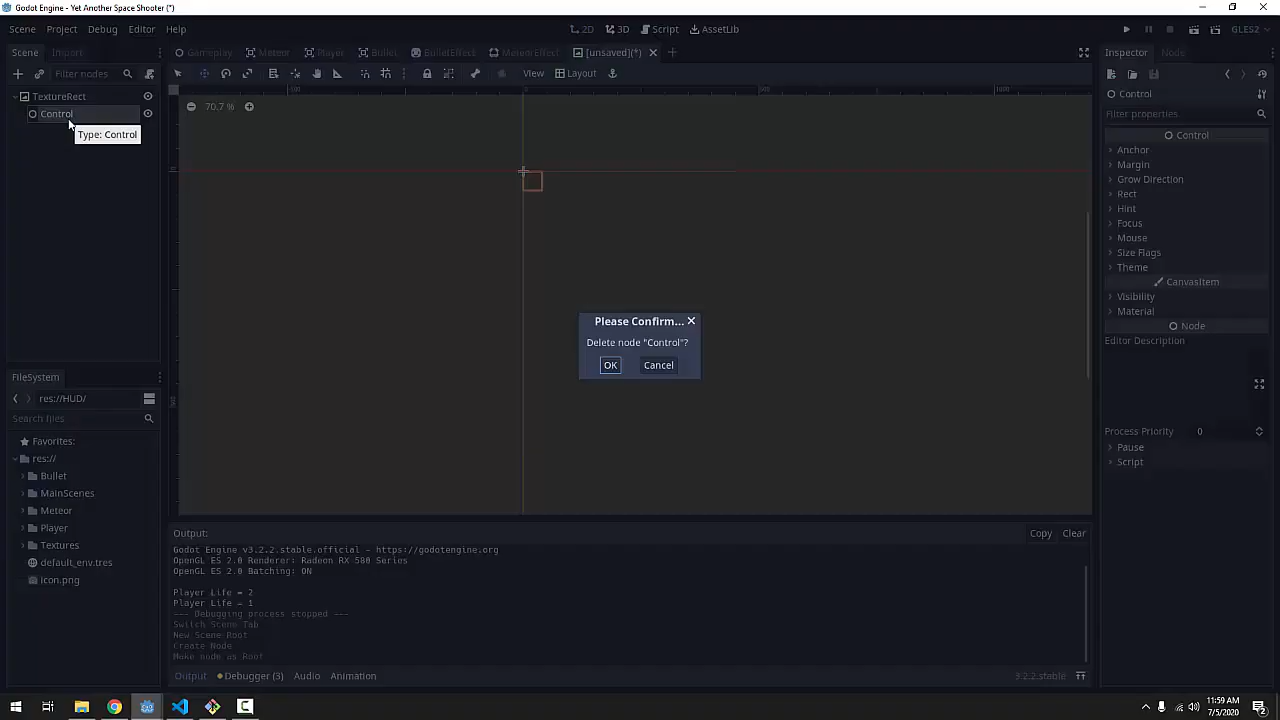 Godot Engine - Yet Another Space Shooter (*)
Scene Project Debug Editor Help
2D 3D Script AssetLib
GLES2
Scene Import
Gameplay Meteor Player Bullet BulletEffect MeteorEffect [unsaved](*)
Inspector Node
Filter nodes
View Layout
TextureRect
Control
Type: Control
70.7 %
Control
Filter properties
Control
Anchor
Margin
Grow Direction
Rect
Hint
Focus
Mouse
Size Flags
Theme
CanvasItem
Visibility
Material
Node
Editor Description
Process Priority 0
Pause
Script
Please Confirm...
Delete node "Control"?
OK Cancel
FileSystem
res://HUD/
Search files
Favorites:
res://
Bullet
MainScenes
Meteor
Player
Textures
default_env.tres
icon.png
Output:
Copy Clear
Godot Engine v3.2.2.stable.official - https://godotengine.org
OpenGL ES 2.0 Renderer: Radeon RX 580 Series
OpenGL ES 2.0 Batching: ON
Player Life = 2
Player Life = 1
--- Debugging process stopped ---
Switch Scene Tab
New Scene Root
Create Node
Make node as Root
Output Debugger (3) Audio Animation
3.2.2.stable
11:59 AM
7/5/2020
2